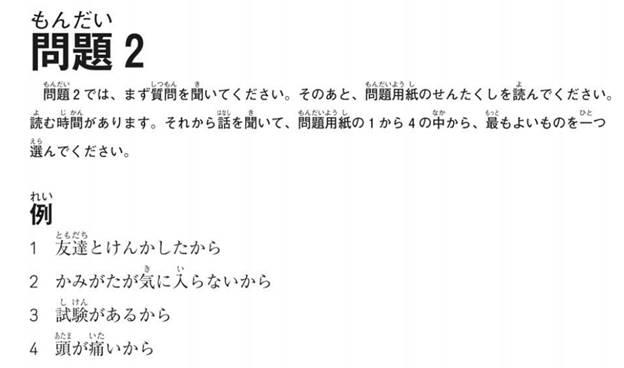 もんだい
問題 2
もんだい しつもん き もんだいようし よ
問題2では、まず質問を聞いてください。そのあと、問題用紙のせんたくしを読んでください。
よ じかん はなし き もんだいようし なか もっと ひと
読む時間があります。それから話を聞いて、問題用紙の1から4の中から、最もよいものを一つ
えら
選んでください。
れい
例
ともだち
1 友達とけんかしたから
き い
2 かみがたが気に入らないから
しけん
3 試験があるから
あたま いた
4 頭が痛いから